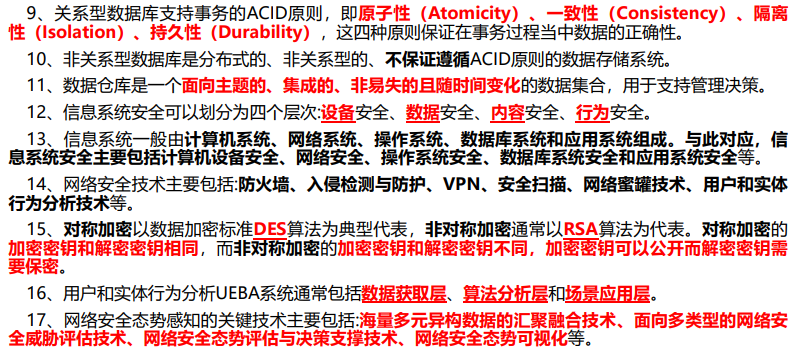 9、关系型数据库支持事务的ACID原则，即原子性（Atomicity）、一致性（Consistency）、隔离
性（Isolation）、持久性（Durability），这四种原则保证在事务过程当中数据的正确性。
10、非关系型数据库是分布式的、非关系型的、不保证遵循ACID原则的数据存储系统。
11、数据仓库是一个面向主题的、集成的、非易失的且随时间变化的数据集合，用于支持管理决策。
12、信息系统安全可以划分为四个层次:设备安全、数据安全、内容安全、行为安全。
13、信息系统一般由计算机系统、网络系统、操作系统、数据库系统和应用系统组成。与此对应，信
息系统安全主要包括计算机设备安全、网络安全、操作系统安全、数据库系统安全和应用系统安全等。
14、网络安全技术主要包括:防火墙、入侵检测与防护、VPN、安全扫描、网络蜜罐技术、用户和实体
行为分析技术等。
15、对称加密以数据加密标准DES算法为典型代表，非对称加密通常以RSA算法为代表。对称加密的
加密密钥和解密密钥相同，而非对称加密的加密密钥和解密密钥不同，加密密钥可以公开而解密密钥需
要保密。
16、用户和实体行为分析UEBA系统通常包括数据获取层、算法分析层和场景应用层。
17、网络安全态势感知的关键技术主要包括:海量多元异构数据的汇聚融合技术、面向多类型的网络安
全威胁评估技术、网络安全态势评估与决策支撑技术、网络安全态势可视化等。